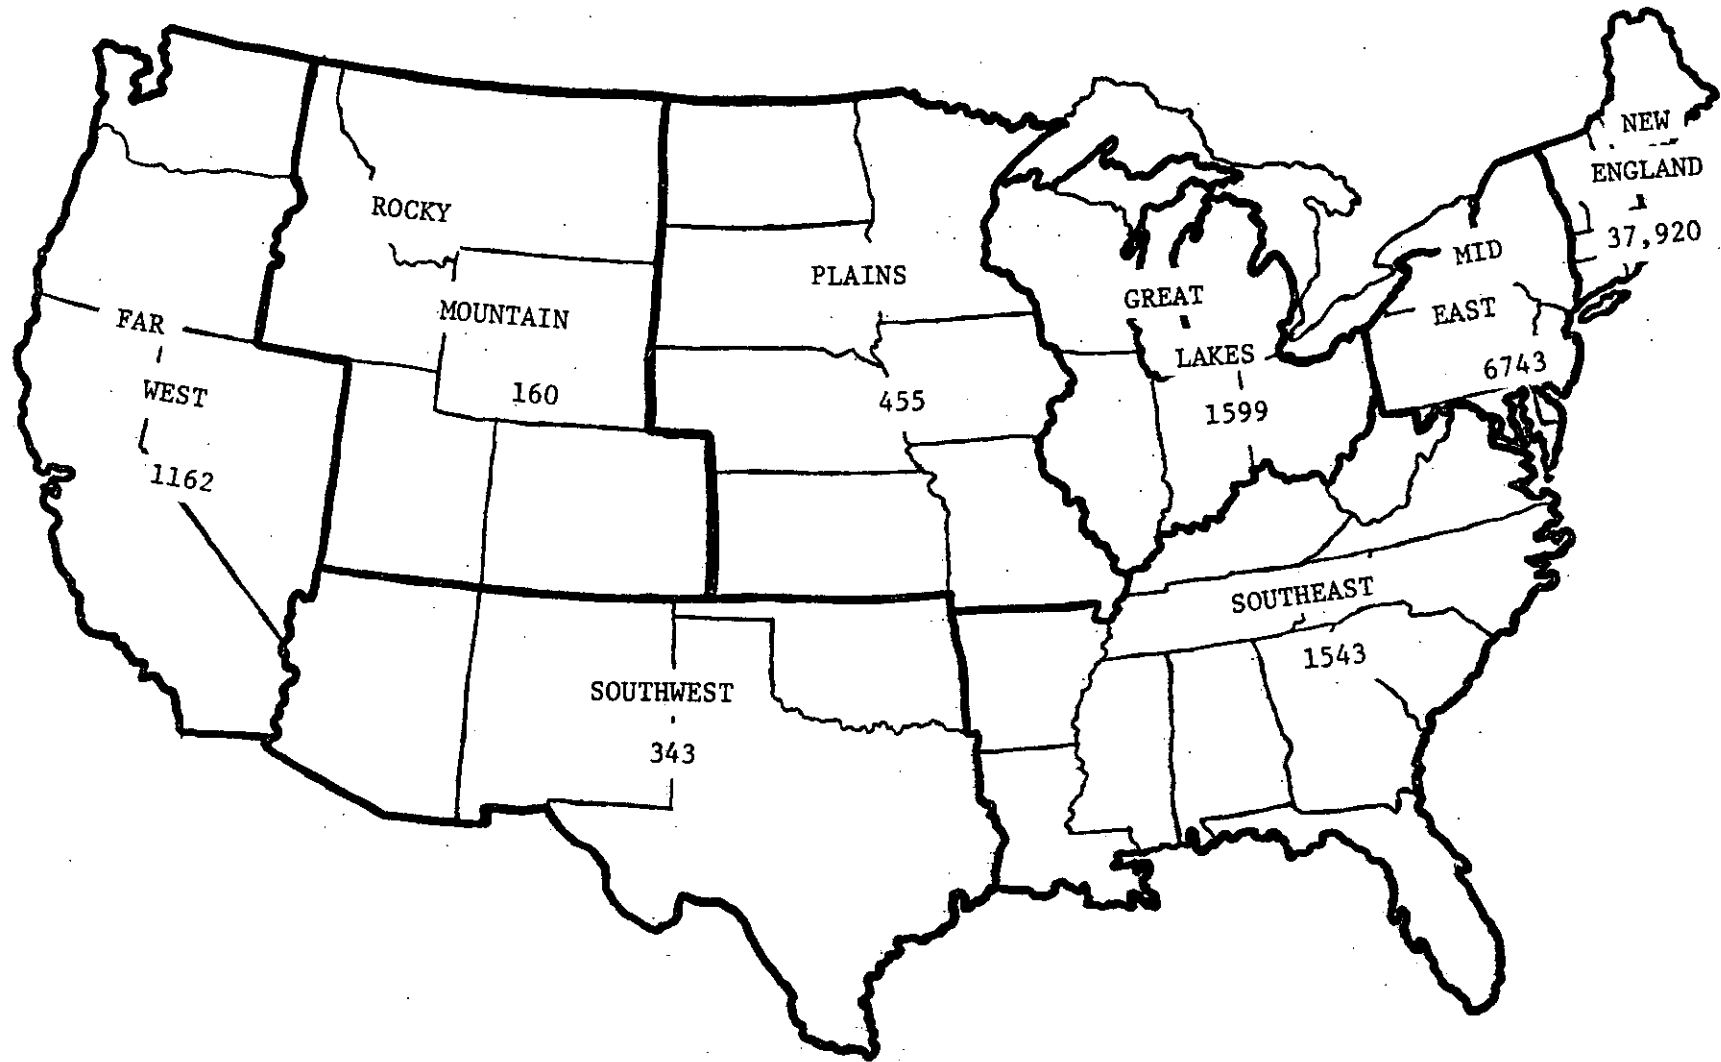 NEW
ENGLAND
37,920
ROCKY
MOUNTAIN
160
PLAINS
455
MID
EAST
6743
GREAT
LAKES
1599
FAR
WEST
1162
SOUTHEAST
1543
SOUTHWEST
343